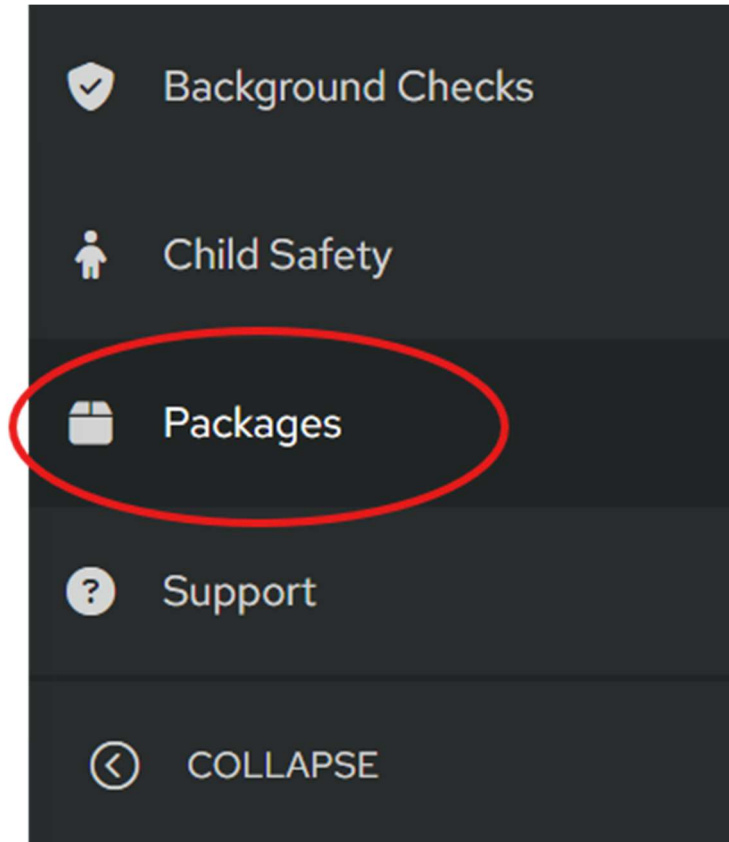 Background Checks
Child Safety
Packages
Support
COLLAPSE